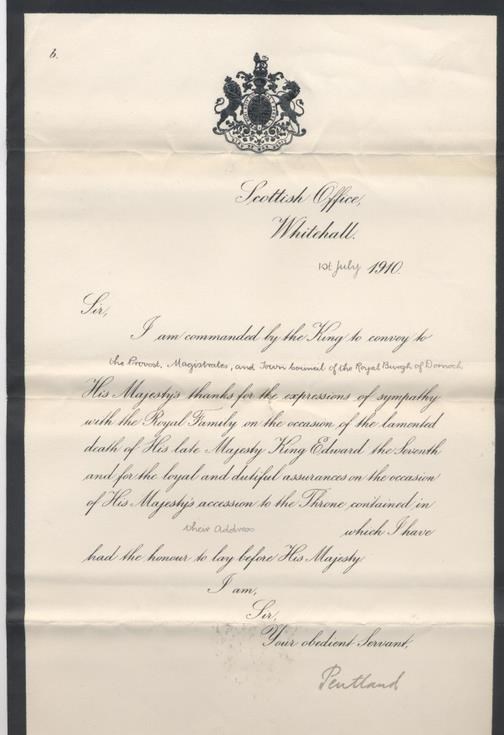 6.
Scottish Office,
Whitehall.
1st July 1910.
Sir,
I am commanded by the King to convey to
the Provost, Magistrates, and Town Council of the Royal Burgh of Dornoch
His Majesty's thanks for the expressions of sympathy
with the Royal Family on the occasion of the lamented
death of His late Majesty King Edward the Seventh
and for the loyal and dutiful assurances on the occasion
of His Majesty's accession to the Throne contained in
their Address which I have
had the honour to lay before His Majesty
I am,
Sir,
Your obedient Servant,
Pentland